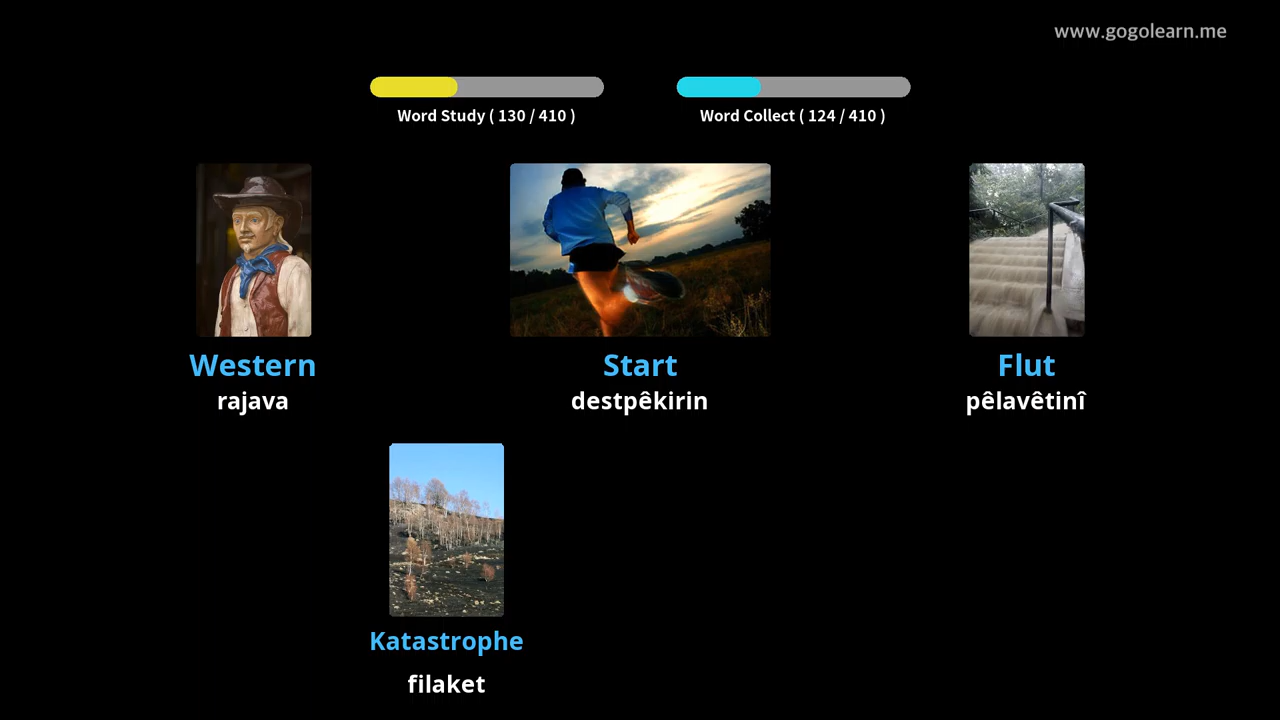 www.gogolearn.me
Word Study ( 130 / 410 )
Word Collect ( 124 / 410 )
Western
rajava
Start
destpêkirin
Flut
pêlavêtinî
Katastrophe
filaket